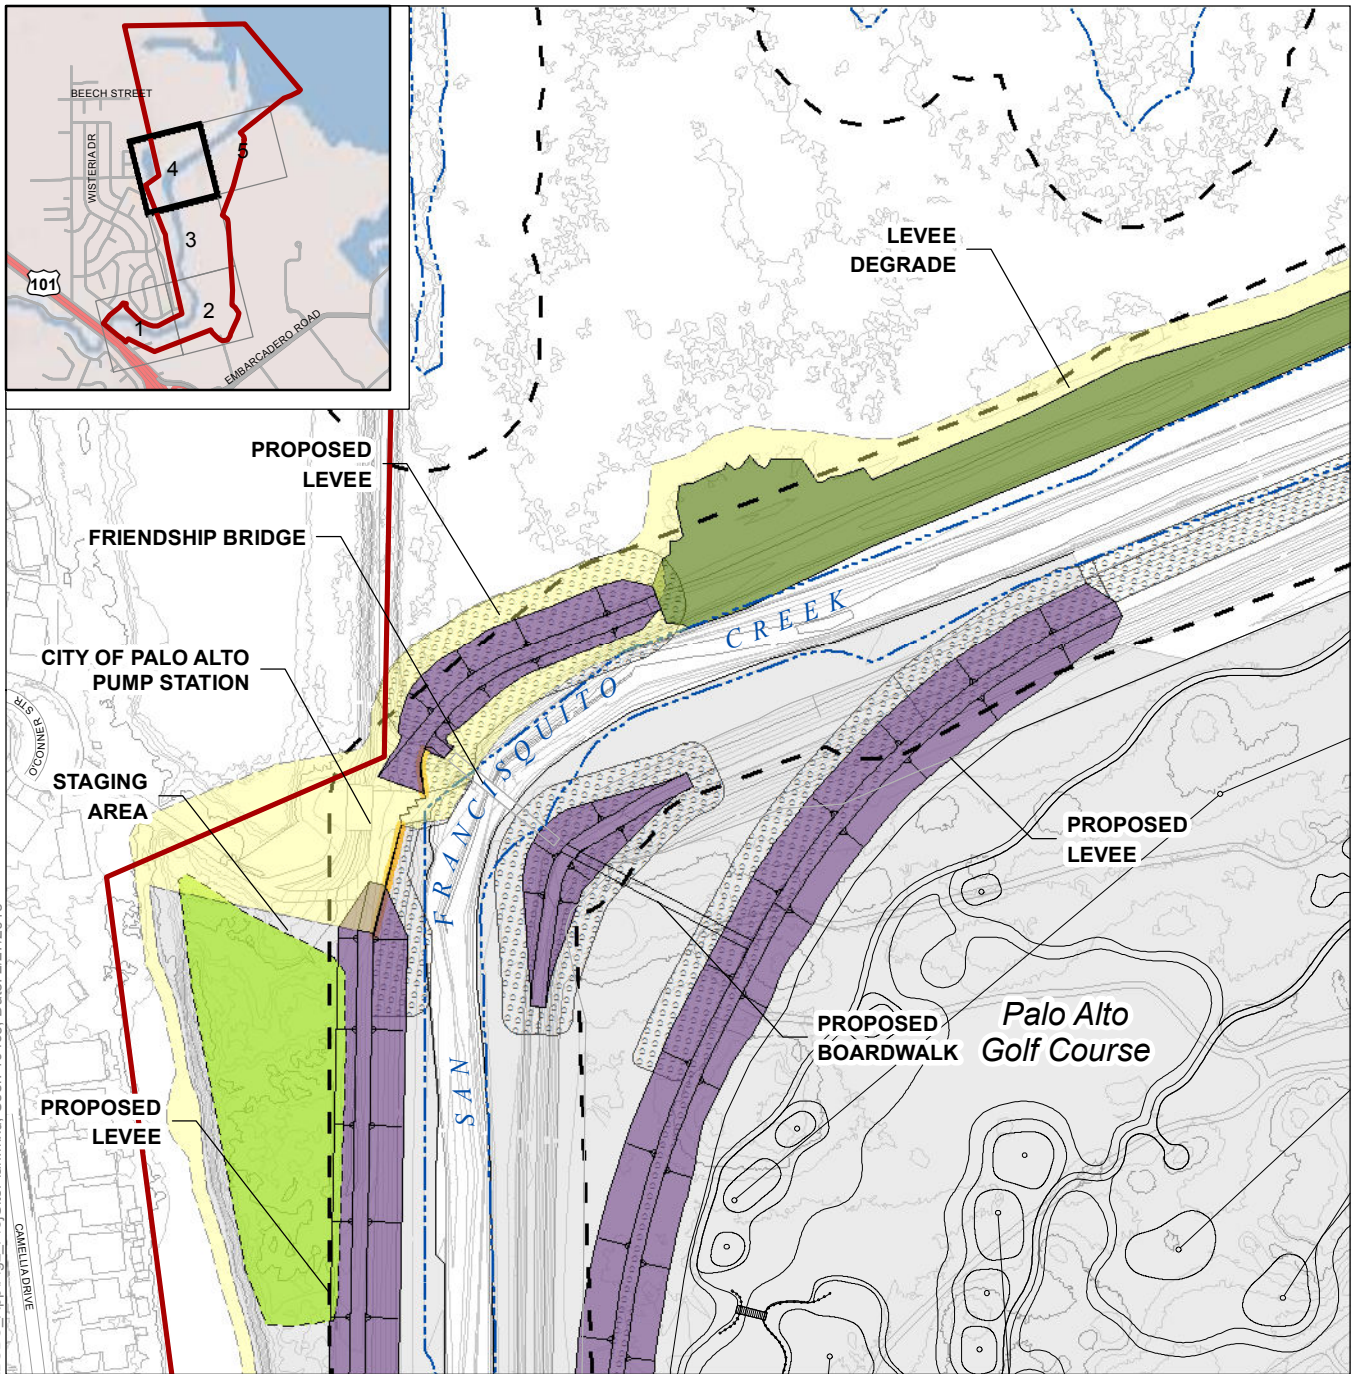 BEECH STREET
WISTERIA DR
4
5
3
101
1
2
EMBARCADERO ROAD
LEVEE
DEGRADE
PROPOSED
LEVEE
FRIENDSHIP BRIDGE
CITY OF PALO ALTO
PUMP STATION
O'CONNER STR
STAGING
AREA
SAN FRANCISQUITO CREEK
PROPOSED
LEVEE
PROPOSED
BOARDWALK
Palo Alto
Golf Course
PROPOSED
LEVEE
CAMELLIA DRIVE